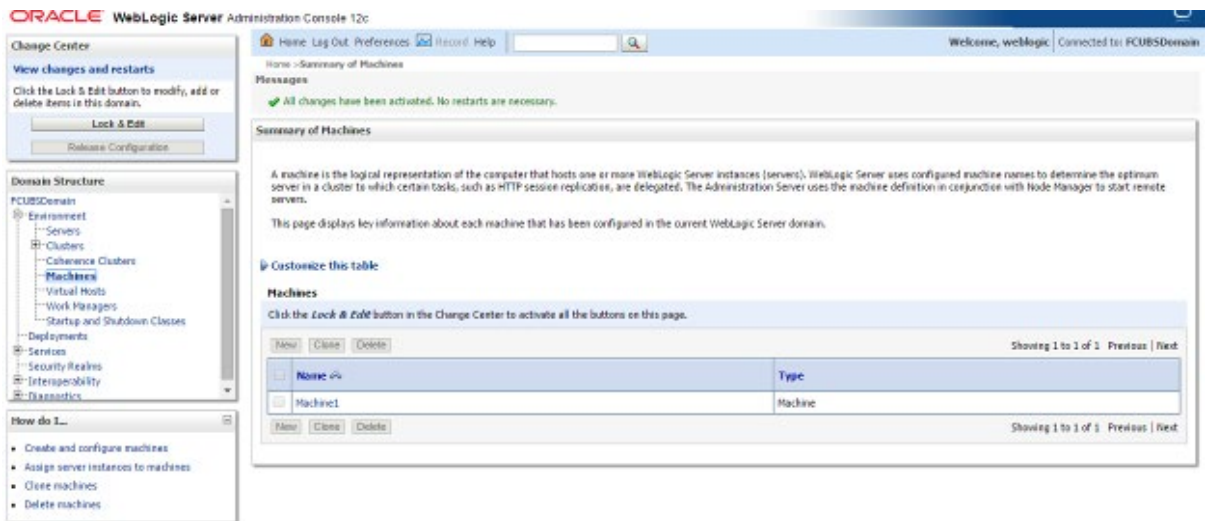 ORACLE WebLogic Server Administration Console 12c
Change Center
View changes and restarts
Click the Lock & Edit button to modify, add or
delete items in this domain.
Lock & Edit
Release Configuration
Domain Structure
FCUBSDomain
Environment
Servers
Clusters
Coherence Clusters
Machines
Virtual Hosts
Work Managers
Startup and Shutdown Classes
Deployments
Services
Security Realms
Interoperability
Diagnostics
How do I...
Create and configure machines
Assign server instances to machines
Clone machines
Delete machines
Home Log Out Preferences Record Help
Welcome, weblogic Connected to: FCUBSDomain
Home >Summary of Machines
Messages
All changes have been activated. No restarts are necessary.
Summary of Machines
A machine is the logical representation of the computer that hosts one or more WebLogic Server instances (servers). WebLogic Server uses configured machine names to determine the optimum
server in a cluster to which certain tasks, such as HTTP session replication, are delegated. The Administration Server uses the machine definition in conjunction with Node Manager to start remote
servers.
This page displays key information about each machine that has been configured in the current WebLogic Server domain.
Customize this table
Machines
Click the Lock & Edit button in the Change Center to activate all the buttons on this page.
New Clone Delete Showing 1 to 1 of 1 Previous | Next
Name Type
Machine1 Machine
New Clone Delete Showing 1 to 1 of 1 Previous | Next